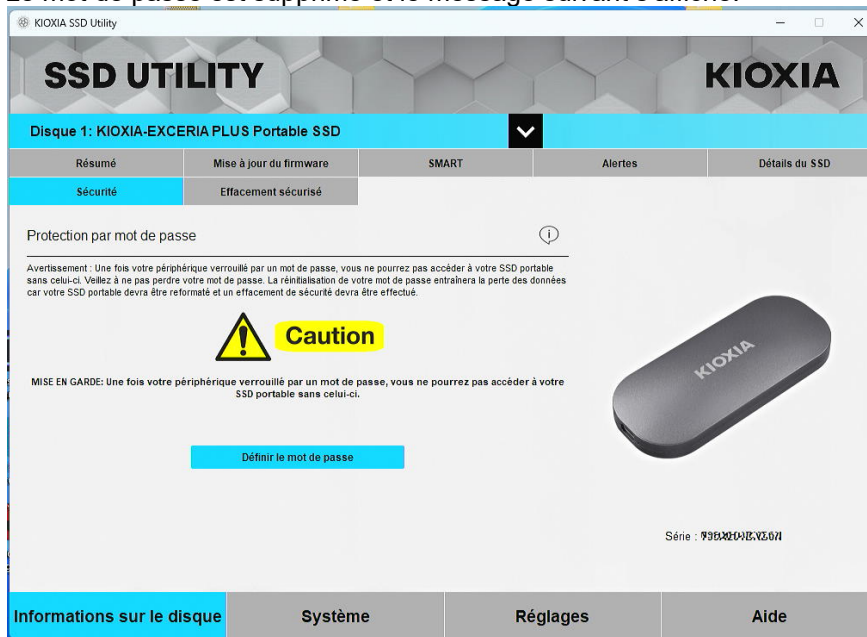 KIOXIA SSD Utility
SSD UTILITY
KIOXIA
Disque 1: KIOXIA-EXCERIA PLUS Portable SSD
Résumé
Mise à jour du firmware
SMART
Alertes
Détails du SSD
Sécurité
Effacement sécurisé
Protection par mot de passe
Avertissement : Une fois votre périphérique verrouillé par un mot de passe, vous ne pourrez pas accéder à votre SSD portable
sans celui-ci. Veillez à ne pas perdre votre mot de passe. La réinitialisation de votre mot de passe entraînera la perte des données
car votre SSD portable devra être reformaté et un effacement de sécurité devra être effectué.
Caution
MISE EN GARDE: Une fois votre périphérique verrouillé par un mot de passe, vous ne pourrez pas accéder à votre
SSD portable sans celui-ci.
Définir le mot de passe
KIOXIA
Série :
Informations sur le disque
Système
Réglages
Aide